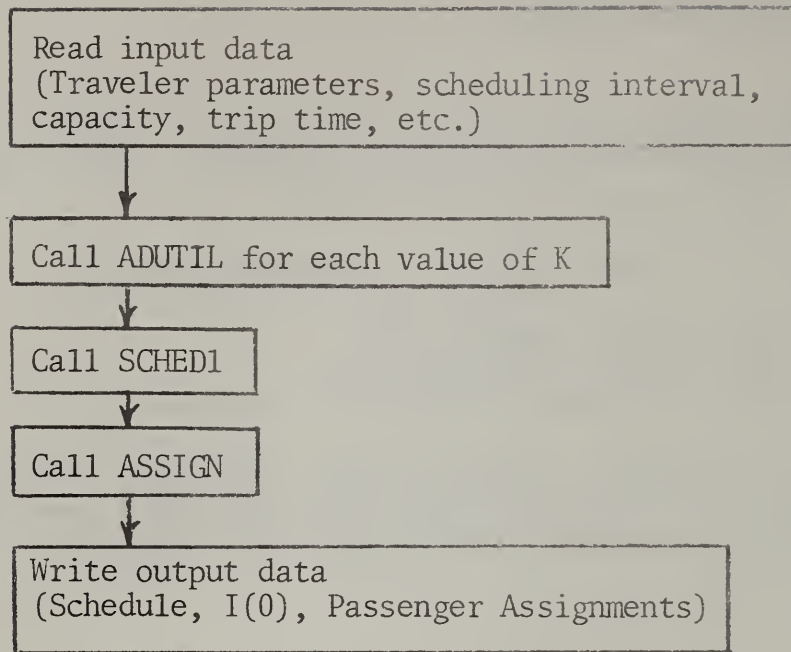 Read input data
(Traveler parameters, scheduling interval,
capacity, trip time, etc.)
Call ADUTIL for each value of K
Call SCHED1
Call ASSIGN
Write output data
(Schedule, I(0), Passenger Assignments)